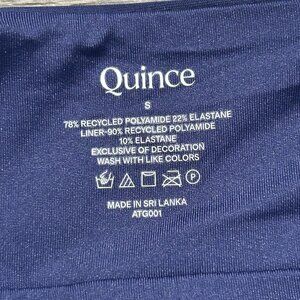 Quince
S
78% RECYCLED POLYAMIDE 22% ELASTANE
LINER-90% RECYCLED POLYAMIDE
10% ELASTANE
EXCLUSIVE OF DECORATION
WASH WITH LIKE COLORS
P
MADE IN SRI LANKA
ATG001